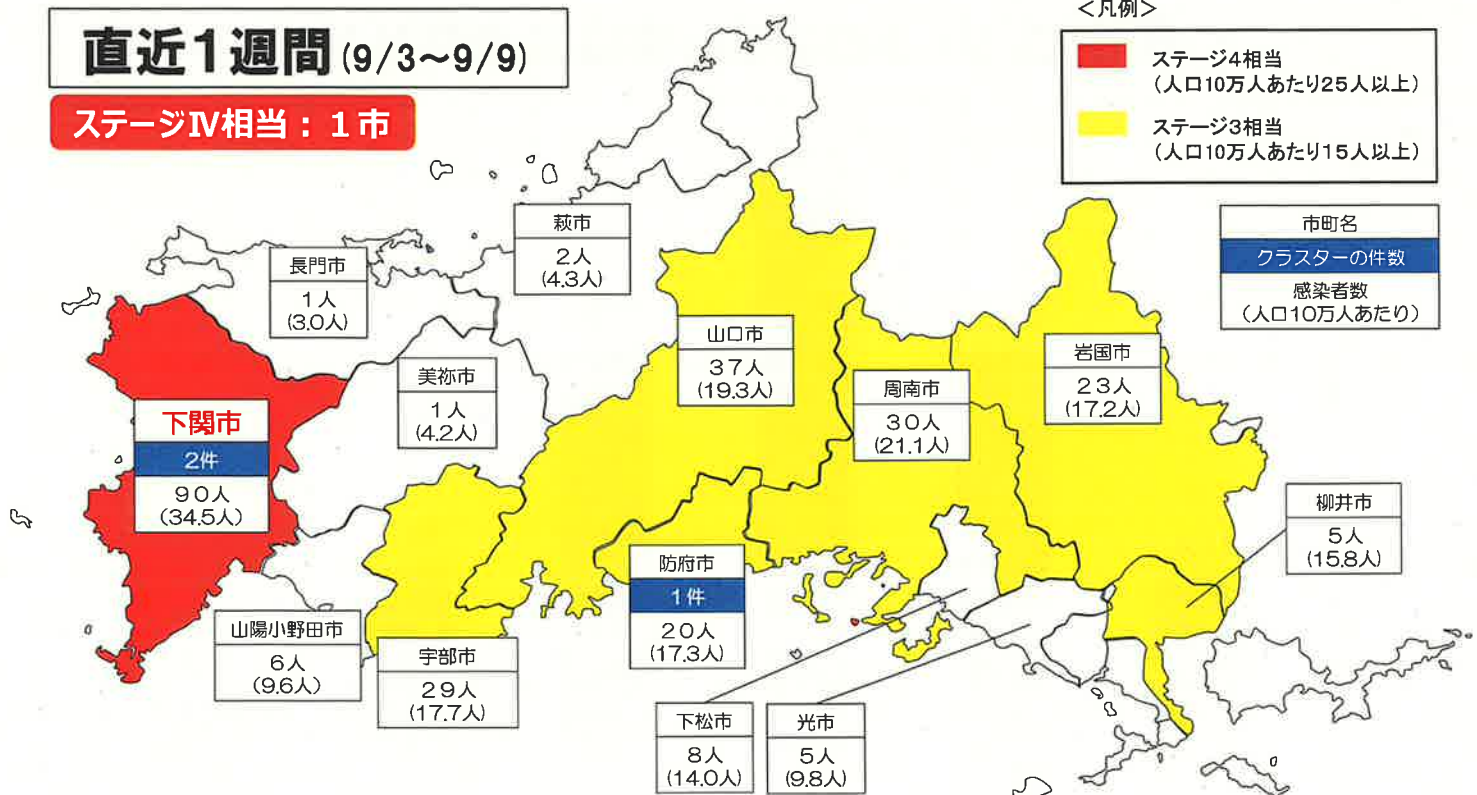 直近1週間(9/3～9/9)
ステージⅣ相当：1市
＜凡例＞
ステージ4相当
(人口10万人あたり25人以上)
ステージ3相当
(人口10万人あたり15人以上)
市町名
クラスターの件数
感染者数
(人口10万人あたり)
萩市
2人
(4.3人)
長門市
1人
(3.0人)
山口市
37人
(19.3人)
岩国市
23人
(17.2人)
美祢市
1人
(4.2人)
周南市
30人
(21.1人)
下関市
2件
90人
(34.5人)
柳井市
5人
(15.8人)
防府市
1件
20人
(17.3人)
山陽小野田市
6人
(9.6人)
宇部市
29人
(17.7人)
下松市
8人
(14.0人)
光市
5人
(9.8人)